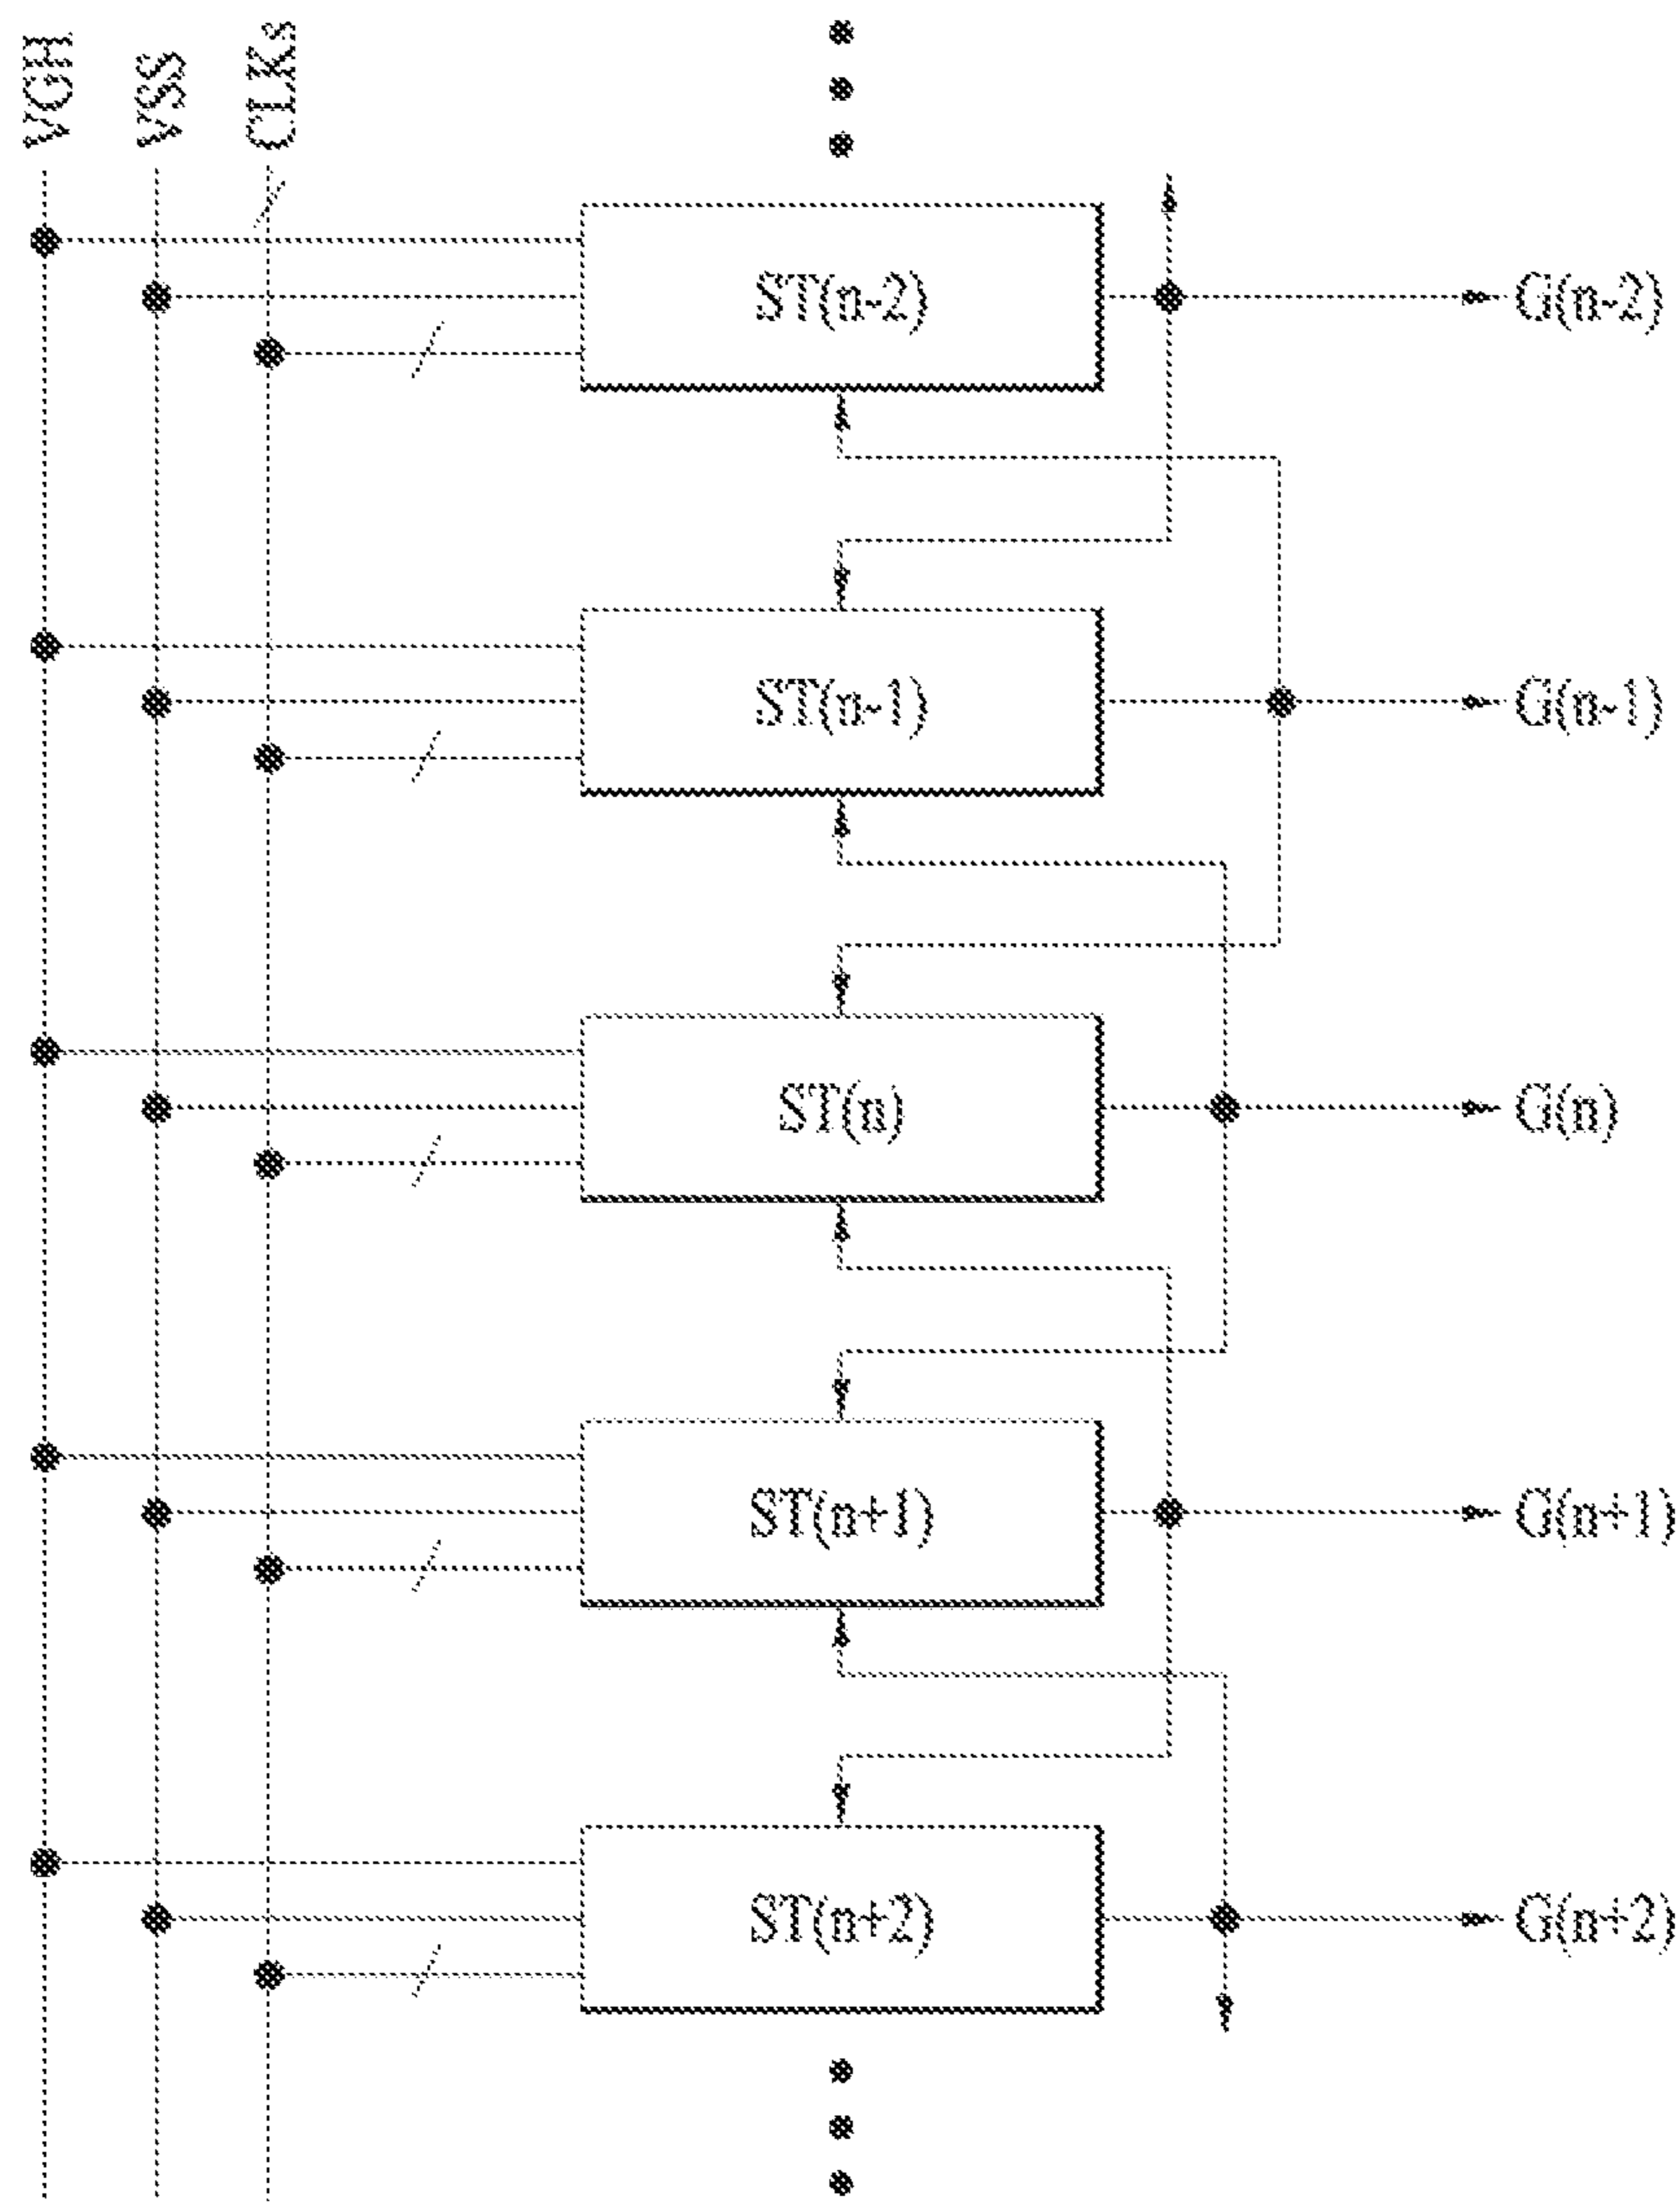 VGH
VSS
CLKs
ST(n-2)
G(n-2)
ST(n-1)
G(n-1)
ST(n)
G(n)
ST(n+1)
G(n+1)
ST(n+2)
G(n+2)